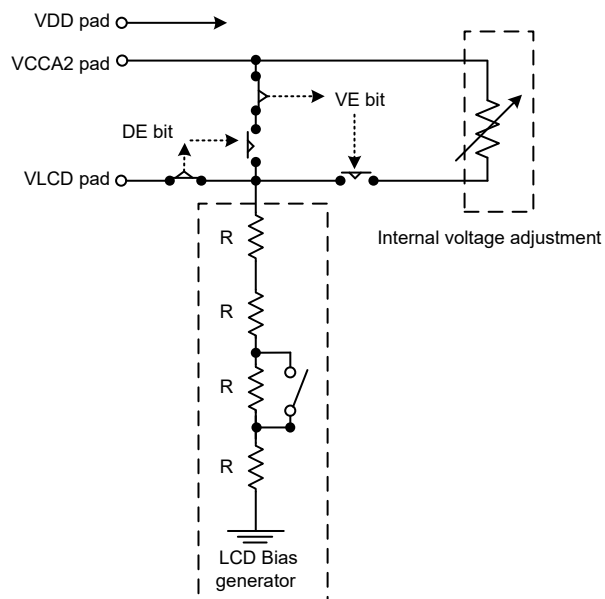 VDD pad
VCCA2 pad
VE bit
DE bit
VLCD pad
Internal voltage adjustment
R
R
R
R
LCD Bias
generator